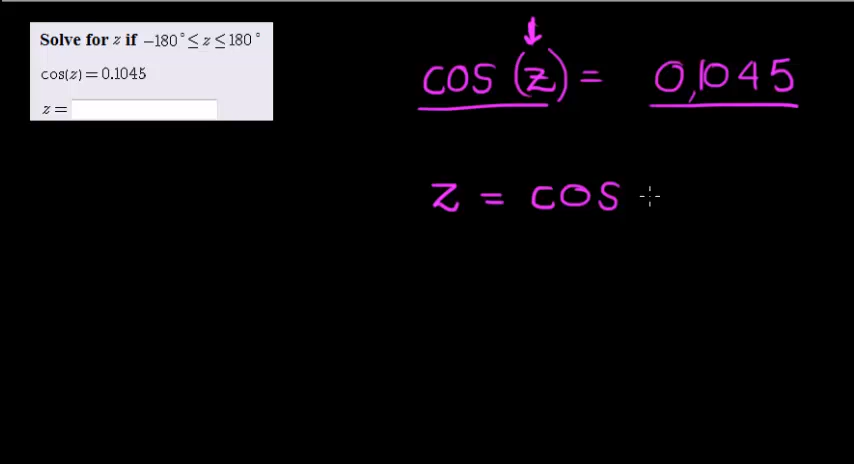 Solve for z if −180° ≤ z ≤ 180°
cos(z) = 0.1045
z =
cos (z) = 0,1045
z = cos